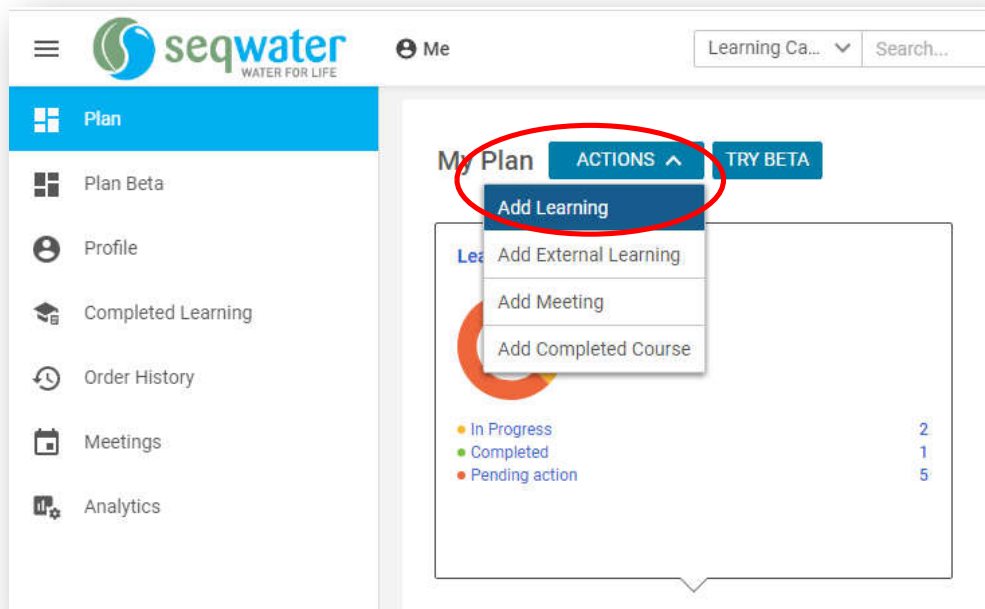 seqwater
WATER FOR LIFE
Me
Learning Ca...
Search...
Plan
Plan Beta
Profile
Completed Learning
Order History
Meetings
Analytics
My Plan
ACTIONS
TRY BETA
Add Learning
Add External Learning
Add Meeting
Add Completed Course
Lea
In Progress 2
Completed 1
Pending action 5